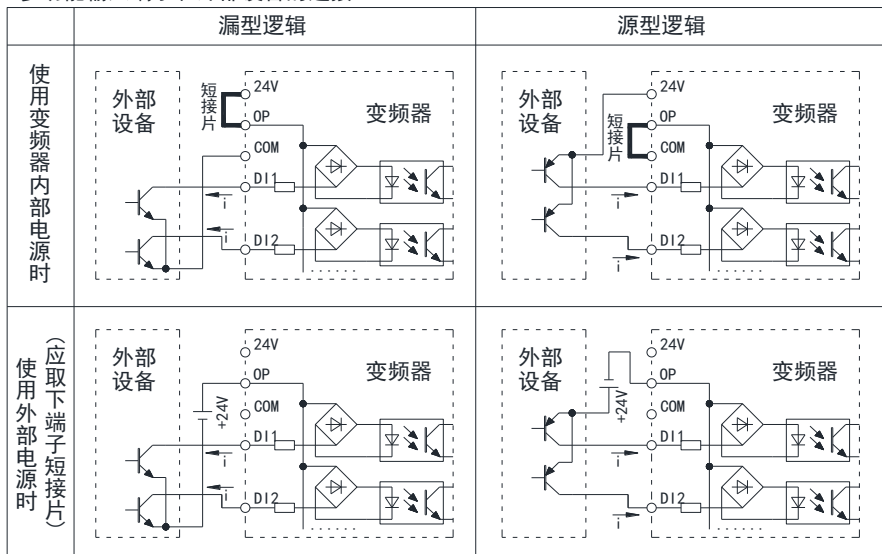 漏型逻辑
源型逻辑
使用变频器内部电源时
外部
设备
短接片
24V
OP
COM
DI1
DI2
变频器
i
i
......
外部
设备
短接片
24V
OP
COM
DI1
DI2
变频器
i
i
......
使用外部电源时
(应取下端子短接片)
外部
设备
+24V
24V
OP
COM
DI1
DI2
变频器
i
i
......
外部
设备
+24V
24V
OP
COM
DI1
DI2
变频器
i
i
......